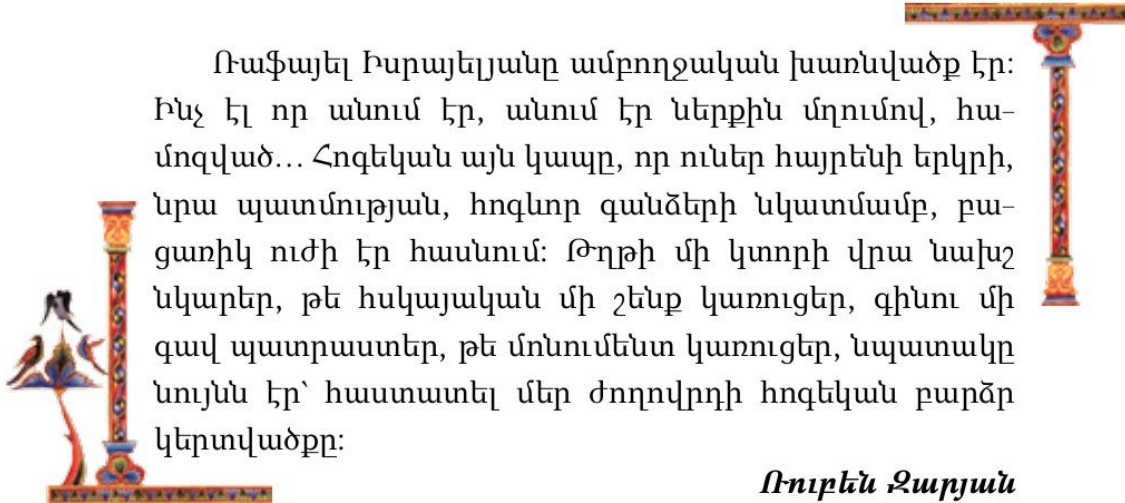 Ռաֆայել Իսրայելյանը ամբողջական խառնվածք էր։
Ինչ էլ որ անում էր, անում էր ներքին մղումով, հա-
մոզված… Հոգեկան այն կապը, որ ուներ հայրենի երկրի,
նրա պատմության, հոգևոր գանձերի նկատմամբ, բա-
ցառիկ ուժի էր հասնում։ Թղթի մի կտորի վրա նախշ
նկարեր, թե հսկայական մի շենք կառուցեր, գինու մի
գավ պատրաստեր, թե մոնումենտ կառուցեր, նպատակը
նույնն էր՝ հաստատել մեր ժողովրդի հոգեկան բարձր
կերտվածքը։
Ռուբեն Զարյան